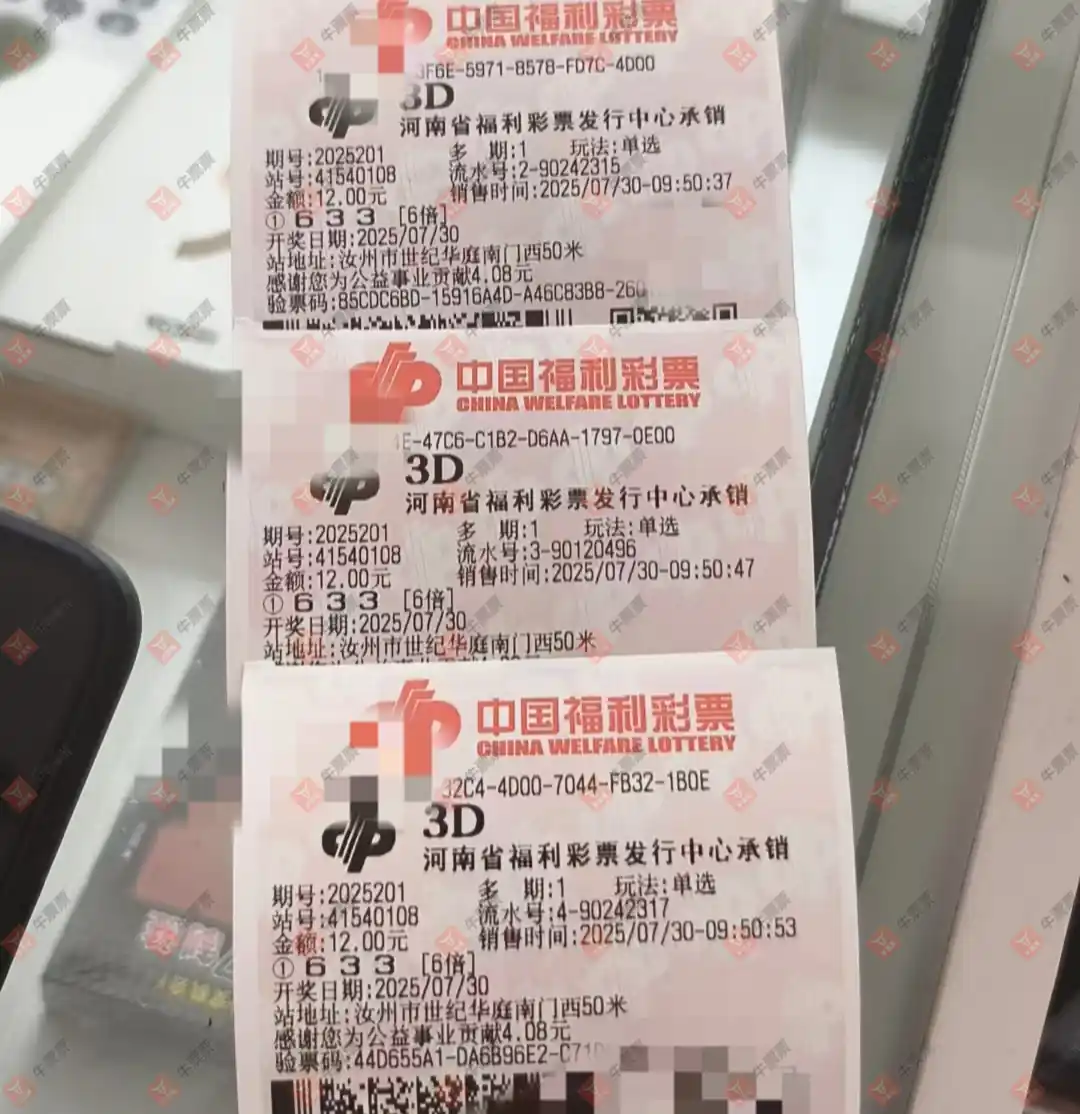 中国福利彩票
CHINA WELFARE LOTTERY
F6E-5971-8578-FD7C-4D00
3D
河南省福利彩票发行中心承销
期号:2025201 多 期:1 玩法:单选
站号:41540108 流水号:2-90242315
金额:12.00元 销售时间:2025/07/30-09:50:37
① 6 3 3 [6倍]
开奖日期:2025/07/30
站地址:汝州市世纪华庭南门西50米
感谢您为公益事业贡献4.08元
验票码:85CDC6BD-15916A4D-A46C83B8-260
中国福利彩票
CHINA WELFARE LOTTERY
E-47C6-C1B2-D6AA-1797-0E00
3D
河南省福利彩票发行中心承销
期号:2025201 多 期:1 玩法:单选
站号:41540108 流水号:3-90120496
金额:12.00元 销售时间:2025/07/30-09:50:47
① 6 3 3 [6倍]
开奖日期:2025/07/30
站地址:汝州市世纪华庭南门西50米
中国福利彩票
CHINA WELFARE LOTTERY
32C4-4D00-7044-FB32-1B0E
3D
河南省福利彩票发行中心承销
期号:2025201 多 期:1 玩法:单选
站号:41540108 流水号:4-90242317
金额:12.00元 销售时间:2025/07/30-09:50:53
① 6 3 3 [6倍]
开奖日期:2025/07/30
站地址:汝州市世纪华庭南门西50米
感谢您为公益事业贡献4.08元
验票码:44D655A1-DA6B96E2-C71
牛票票